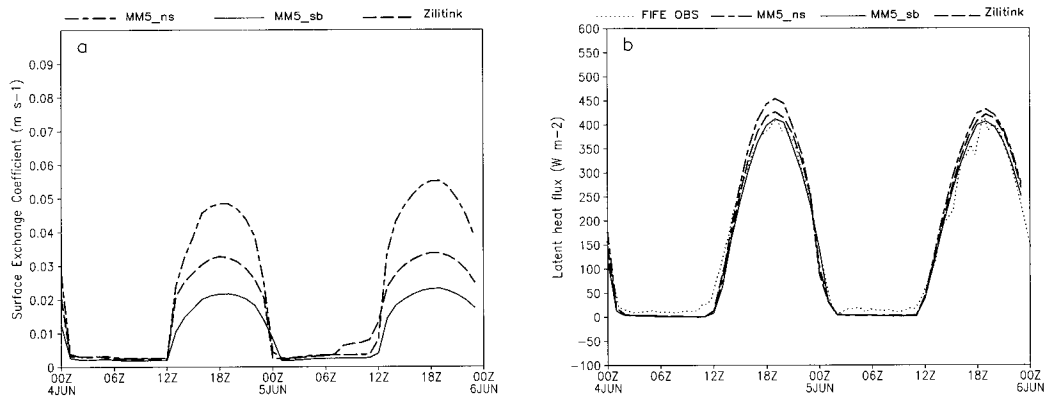 MM5_ns MM5_sb Zilitink
a
Surface Exchange Coefficient (m s-1)
0.09
0.08
0.07
0.06
0.05
0.04
0.03
0.02
0.01
0
00Z 06Z 12Z 18Z 00Z 06Z 12Z 18Z 00Z
4JUN 5JUN 6JUN
FIFE OBS MM5_ns MM5_sb Zilitink
b
Latent heat flux (W m-2)
600
550
500
450
400
350
300
250
200
150
100
50
0
-50
-100
00Z 06Z 12Z 18Z 00Z 06Z 12Z 18Z 00Z
4JUN 5JUN 6JUN